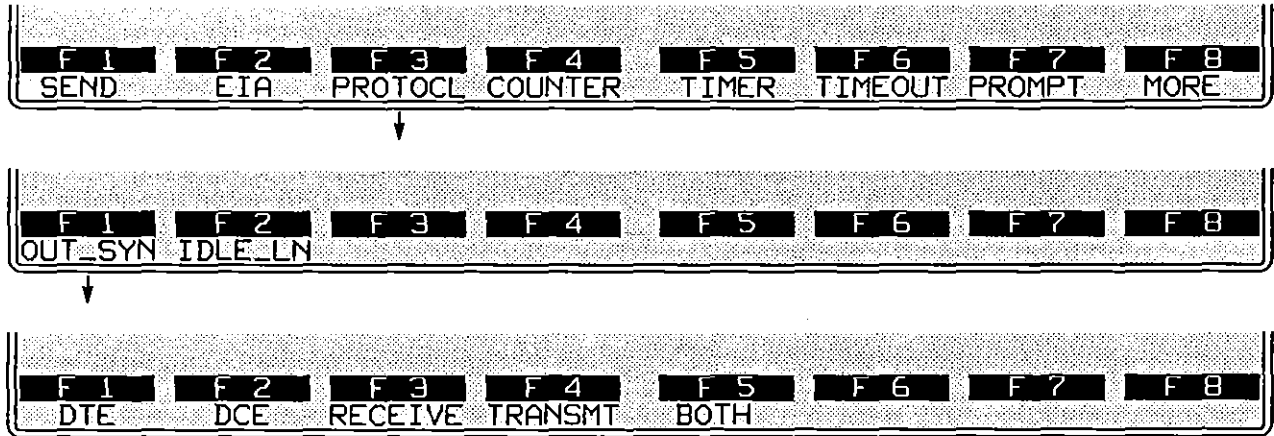 F 1 F 2 F 3 F 4 F 5 F 6 F 7 F 8
SEND EIA PROTOCL COUNTER TIMER TIMEOUT PROMPT MORE
F 1 F 2 F 3 F 4 F 5 F 6 F 7 F 8
OUT_SYN IDLE_LN
F 1 F 2 F 3 F 4 F 5 F 6 F 7 F 8
DTE DCE RECEIVE TRANSMT BOTH